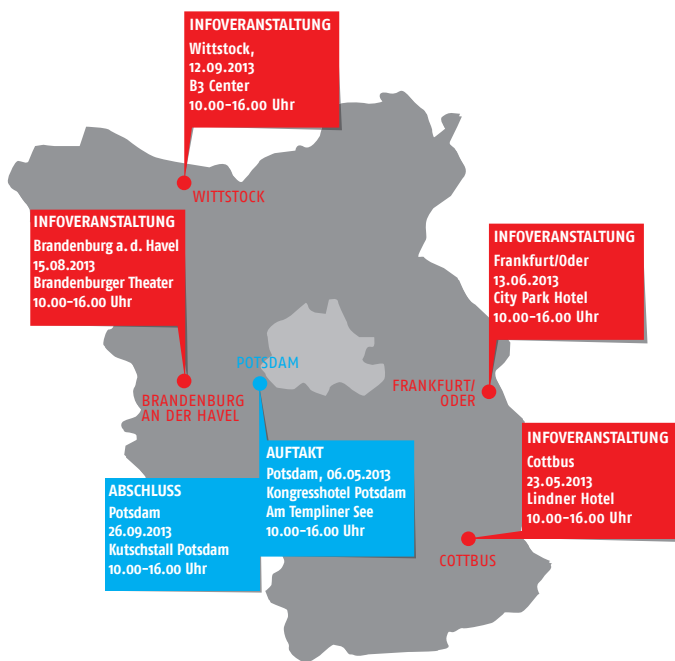 INFOVERANSTALTUNG
Wittstock,
12.09.2013
B3 Center
10.00–16.00 Uhr
WITTSTOCK
INFOVERANSTALTUNG
Brandenburg a. d. Havel
15.08.2013
Brandenburger Theater
10.00–16.00 Uhr
INFOVERANSTALTUNG
Frankfurt/Oder
13.06.2013
City Park Hotel
10.00–16.00 Uhr
POTSDAM
BRANDENBURG
AN DER HAVEL
FRANKFURT/
ODER
INFOVERANSTALTUNG
Cottbus
23.05.2013
Lindner Hotel
10.00–16.00 Uhr
AUFTAKT
Potsdam, 06.05.2013
Kongresshotel Potsdam
Am Templiner See
10.00–16.00 Uhr
ABSCHLUSS
Potsdam
26.09.2013
Kutschstall Potsdam
10.00–16.00 Uhr
COTTBUS